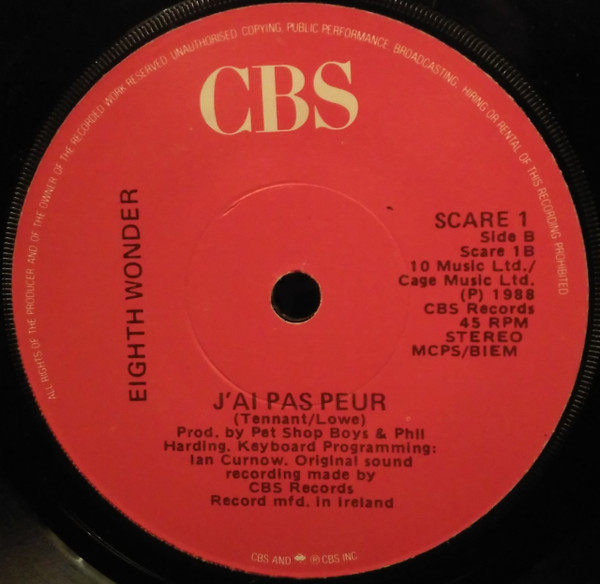 ALL RIGHTS OF THE PRODUCER AND OF THE OWNER OF THE RECORDED WORK RESERVED UNAUTHORISED COPYING, PUBLIC PERFORMANCE, BROADCASTING, HIRING OR RENTAL OF THIS RECORDING PROHIBITED
CBS
EIGHTH WONDER
SCARE 1
Side B
Scare 1B
10 Music Ltd./
Cage Music Ltd.
(P) 1988
CBS Records
45 RPM
STEREO
MCPS/BIEM
J'AI PAS PEUR
(Tennant/Lowe)
Prod. by Pet Shop Boys & Phil
Harding. Keyboard Programming:
Ian Curnow. Original sound
recording made by
CBS Records
Record mfd. in Ireland
CBS AND ® CBS INC.